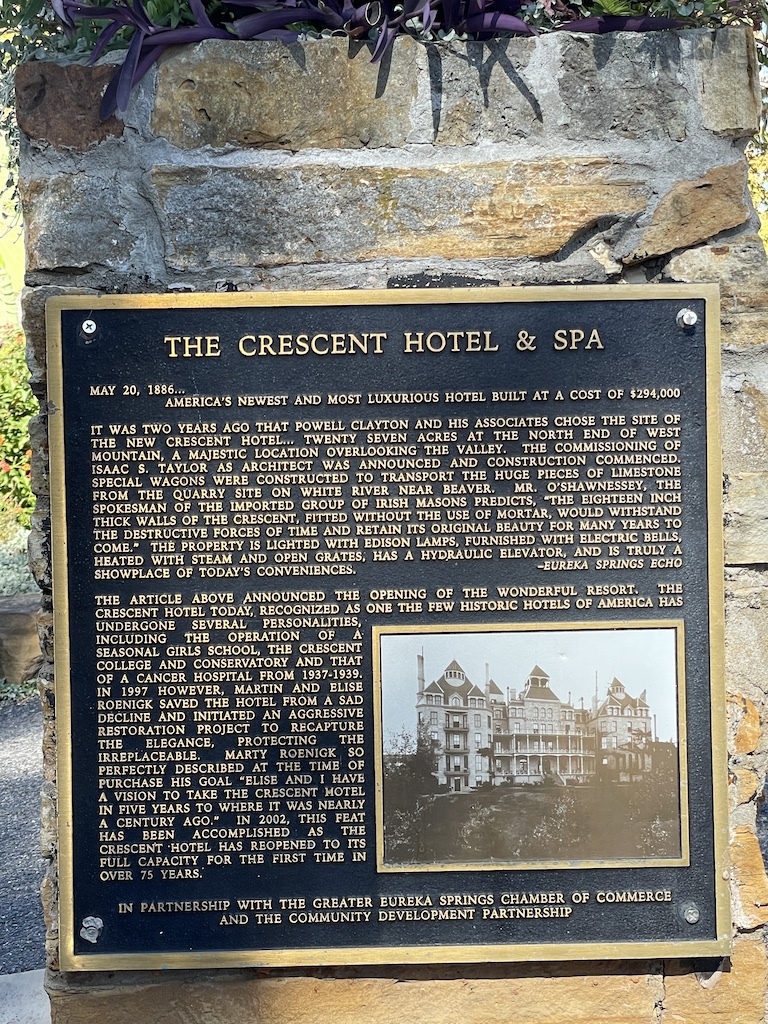 THE CRESCENT HOTEL & SPA
MAY 20, 1886...
AMERICA'S NEWEST AND MOST LUXURIOUS HOTEL BUILT AT A COST OF $294,000
IT WAS TWO YEARS AGO THAT POWELL CLAYTON AND HIS ASSOCIATES CHOSE THE SITE OF
THE NEW CRESCENT HOTEL... TWENTY SEVEN ACRES AT THE NORTH END OF WEST
MOUNTAIN, A MAJESTIC LOCATION OVERLOOKING THE VALLEY. THE COMMISSIONING OF
ISAAC S. TAYLOR AS ARCHITECT WAS ANNOUNCED AND CONSTRUCTION COMMENCED.
SPECIAL WAGONS WERE CONSTRUCTED TO TRANSPORT THE HUGE PIECES OF LIMESTONE
FROM THE QUARRY SITE ON WHITE RIVER NEAR BEAVER. MR. O'SHAWNESSEY, THE
SPOKESMAN OF THE IMPORTED GROUP OF IRISH MASONS PREDICTS, "THE EIGHTEEN INCH
THICK WALLS OF THE CRESCENT, FITTED WITHOUT THE USE OF MORTAR, WOULD WITHSTAND
THE DESTRUCTIVE FORCES OF TIME AND RETAIN ITS ORIGINAL BEAUTY FOR MANY YEARS TO
COME." THE PROPERTY IS LIGHTED WITH EDISON LAMPS, FURNISHED WITH ELECTRIC BELLS,
HEATED WITH STEAM AND OPEN GRATES, HAS A HYDRAULIC ELEVATOR, AND IS TRULY A
SHOWPLACE OF TODAY'S CONVENIENCES. -EUREKA SPRINGS ECHO
THE ARTICLE ABOVE ANNOUNCED THE OPENING OF THE WONDERFUL RESORT. THE
CRESCENT HOTEL TODAY, RECOGNIZED AS ONE THE FEW HISTORIC HOTELS OF AMERICA HAS
UNDERGONE SEVERAL PERSONALITIES,
INCLUDING THE OPERATION OF A
SEASONAL GIRLS SCHOOL, THE CRESCENT
COLLEGE AND CONSERVATORY AND THAT
OF A CANCER HOSPITAL FROM 1937-1939.
IN 1997 HOWEVER, MARTIN AND ELISE
ROENIGK SAVED THE HOTEL FROM A SAD
DECLINE AND INITIATED AN AGGRESSIVE
RESTORATION PROJECT TO RECAPTURE
THE ELEGANCE, PROTECTING THE
IRREPLACEABLE. MARTY ROENIGK SO
PERFECTLY DESCRIBED AT THE TIME OF
PURCHASE HIS GOAL "ELISE AND I HAVE
A VISION TO TAKE THE CRESCENT MOTEL
IN FIVE YEARS TO WHERE IT WAS NEARLY
A CENTURY AGO." IN 2002, THIS FEAT
HAS BEEN ACCOMPLISHED AS THE
CRESCENT HOTEL HAS REOPENED TO ITS
FULL CAPACITY FOR THE FIRST TIME IN
OVER 75 YEARS.
IN PARTNERSHIP WITH THE GREATER EUREKA SPRINGS CHAMBER OF COMMERCE
AND THE COMMUNITY DEVELOPMENT PARTNERSHIP